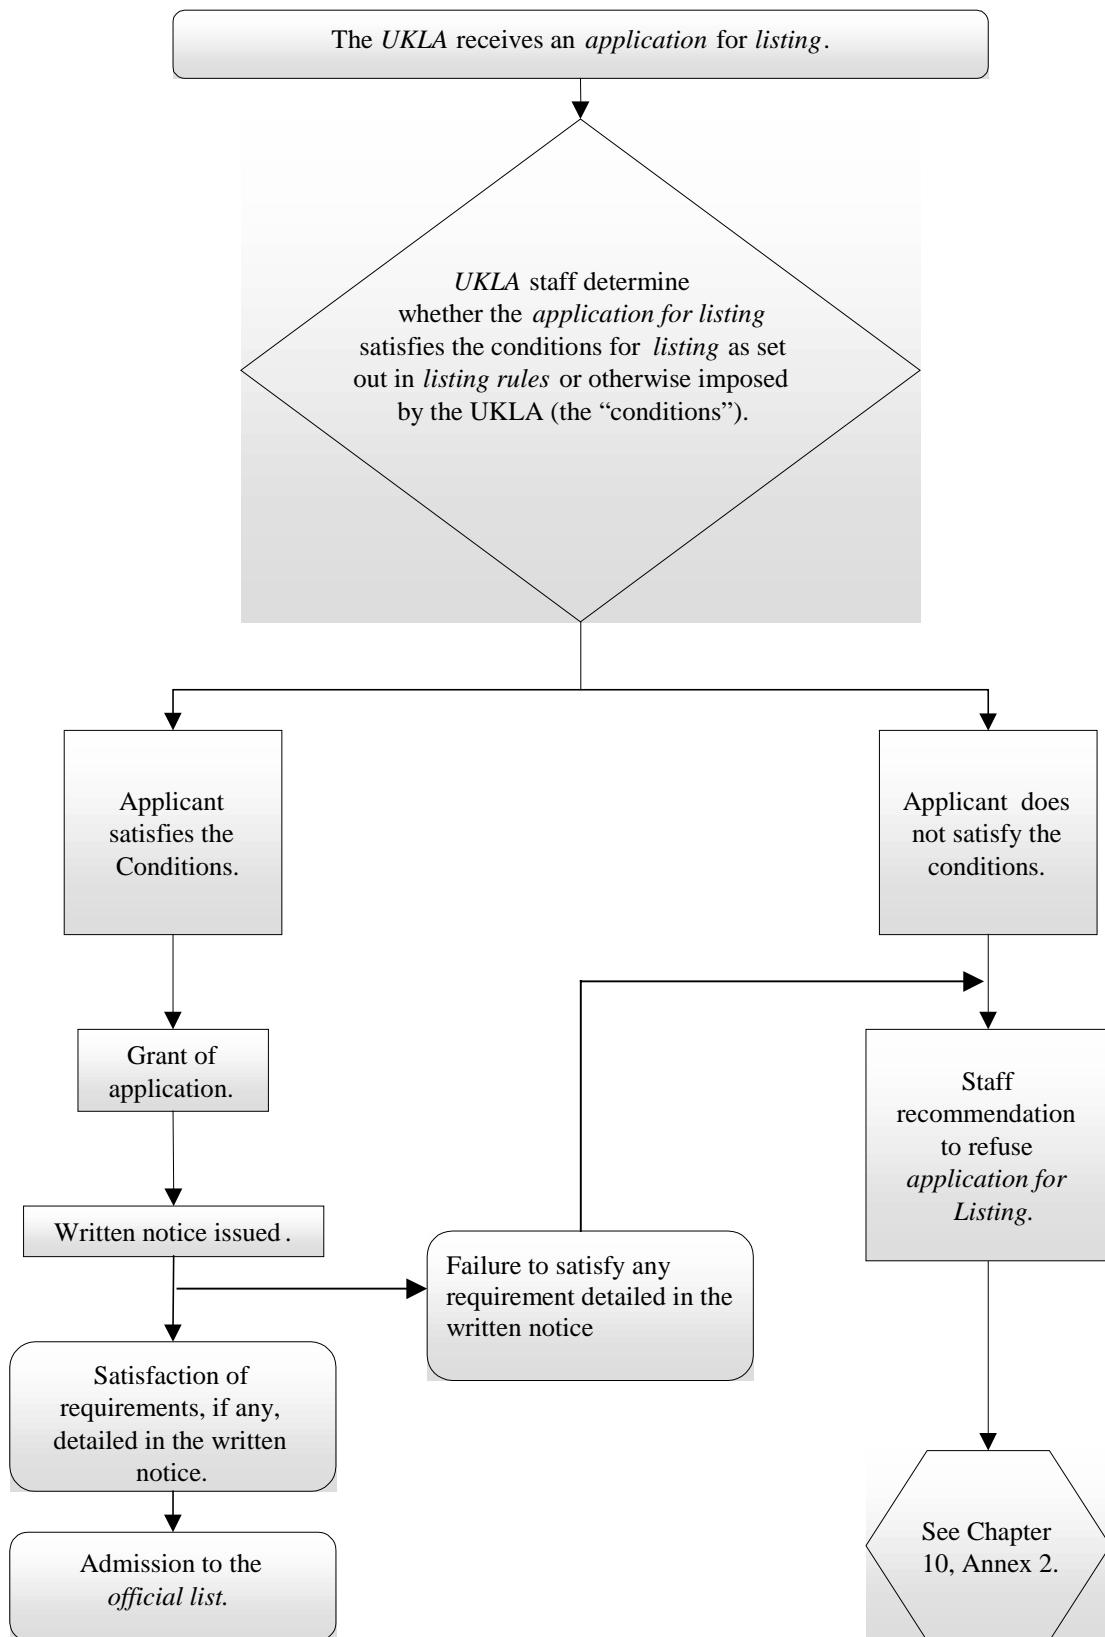 The UKLA receives an application for listing.
UKLA staff determine
whether the application for listing
satisfies the conditions for listing as set
out in listing rules or otherwise imposed
by the UKLA (the “conditions”).
Applicant
satisfies the
Conditions.
Applicant does
not satisfy the
conditions.
Grant of
application.
Staff
recommendation
to refuse
application for
Listing.
Written notice issued.
Failure to satisfy any
requirement detailed in the
written notice
Satisfaction of
requirements, if any,
detailed in the written
notice.
See Chapter
10, Annex 2.
Admission to the
official list.